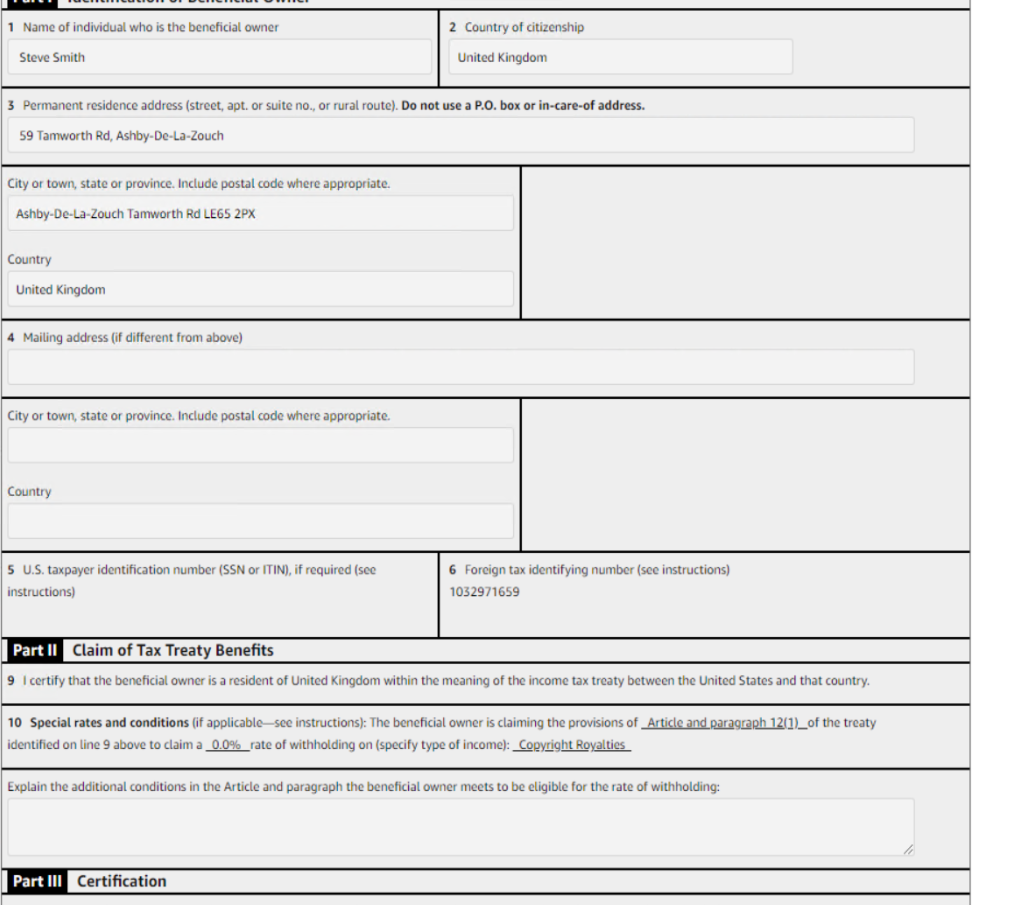 Part I Identification of Beneficial Owner
1 Name of individual who is the beneficial owner
Steve Smith
2 Country of citizenship
United Kingdom
3 Permanent residence address (street, apt. or suite no., or rural route). Do not use a P.O. box or in-care-of address.
59 Tamworth Rd, Ashby-De-La-Zouch
City or town, state or province. Include postal code where appropriate.
Ashby-De-La-Zouch Tamworth Rd LE65 2PX
Country
United Kingdom
4 Mailing address (if different from above)
City or town, state or province. Include postal code where appropriate.
Country
5 U.S. taxpayer identification number (SSN or ITIN), if required (see
instructions)
6 Foreign tax identifying number (see instructions)
1032971659
Part II Claim of Tax Treaty Benefits
9 I certify that the beneficial owner is a resident of United Kingdom within the meaning of the income tax treaty between the United States and that country.
10 Special rates and conditions (if applicable—see instructions): The beneficial owner is claiming the provisions of _Article and paragraph 12(1)_of the treaty
identified on line 9 above to claim a _0.0%_rate of withholding on (specify type of income): _Copyright Royalties_
Explain the additional conditions in the Article and paragraph the beneficial owner meets to be eligible for the rate of withholding:
Part III Certification